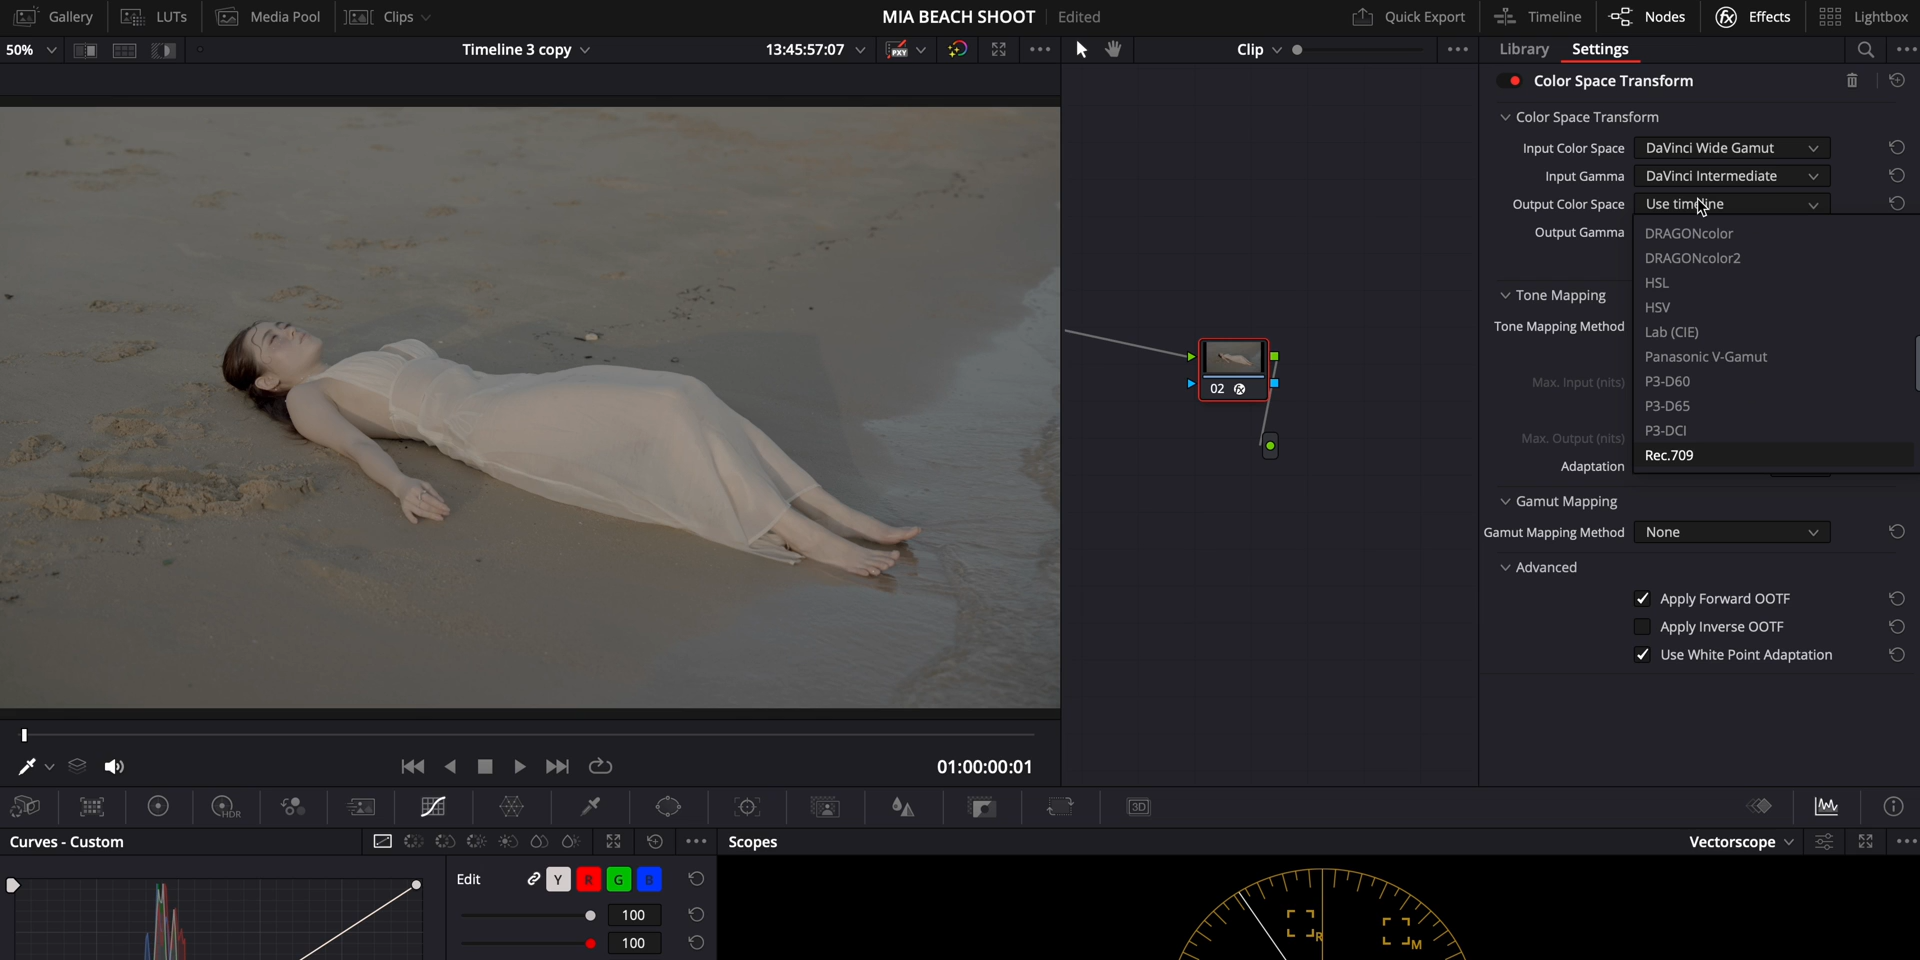 Gallery LUTs Media Pool Clips MIA BEACH SHOOT Edited Quick Export Timeline Nodes Effects Lightbox
50% Timeline 3 copy 13:45:57:07 PXY Clip Library Settings
Color Space Transform
Color Space Transform
Input Color Space DaVinci Wide Gamut
Input Gamma DaVinci Intermediate
Output Color Space Use timeline
Output Gamma
DRAGONcolor
DRAGONcolor2
HSL
HSV
Lab (CIE)
Panasonic V-Gamut
P3-D60
P3-D65
P3-DCI
Rec.709
Tone Mapping
Tone Mapping Method
Max. Input (nits)
Max. Output (nits)
Adaptation
02
Gamut Mapping
Gamut Mapping Method None
Advanced
Apply Forward OOTF
Apply Inverse OOTF
Use White Point Adaptation
01:00:00:01
HDR 3D
Curves - Custom Scopes Vectorscope
Edit Y R G B
100
100
R M